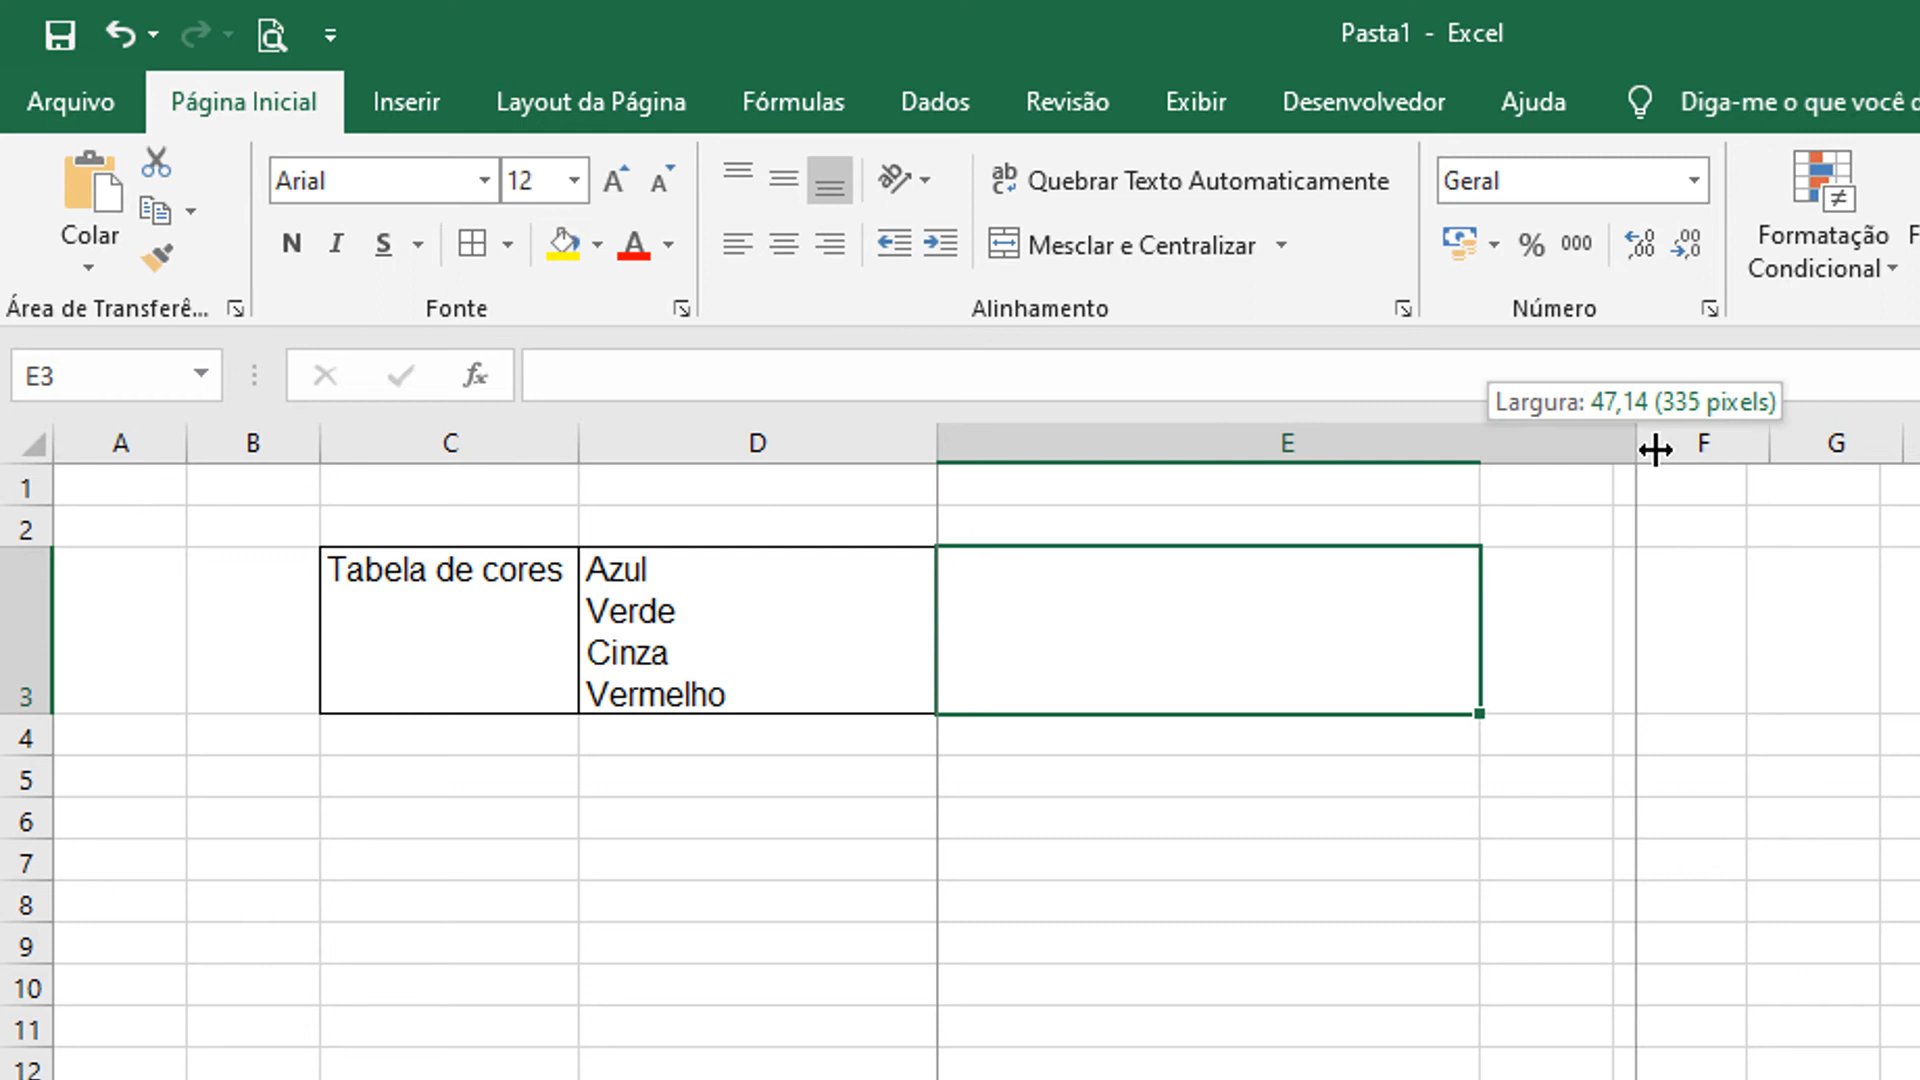 Pasta1 - Excel
Arquivo Página Inicial Inserir Layout da Página Fórmulas Dados Revisão Exibir Desenvolvedor Ajuda Diga-me o que você
Arial 12 Quebrar Texto Automaticamente Geral
Colar N I S A Mesclar e Centralizar % 000 Formatação
Condicional
Área de Transferê... Fonte Alinhamento Número
E3 fx
Largura: 47,14 (335 pixels)
A B C D E F G
1
2
3
Tabela de cores
Azul
Verde
Cinza
Vermelho
4
5
6
7
8
9
10
11
12